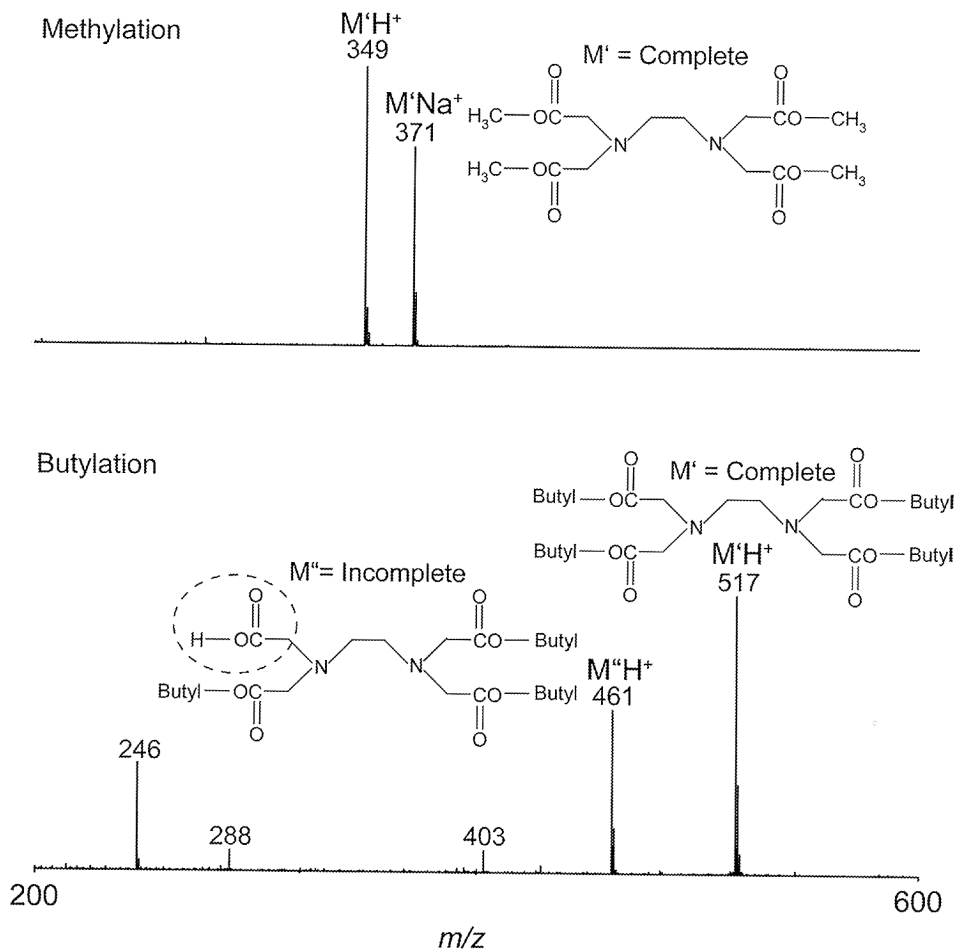 Methylation
M‘H+
349
M‘Na+
371
M‘ = Complete
O
O
H3C—OC
CO—CH3
N
N
H3C—OC
CO—CH3
O
O
Butylation
M‘ = Complete
O
O
Butyl—OC
CO—Butyl
N
N
Butyl—OC
CO—Butyl
O
O
M‘H+
517
M“= Incomplete
O
O
H—OC
CO—Butyl
N
N
Butyl—OC
CO—Butyl
O
O
M“H+
461
246
288
403
200
600
m/z